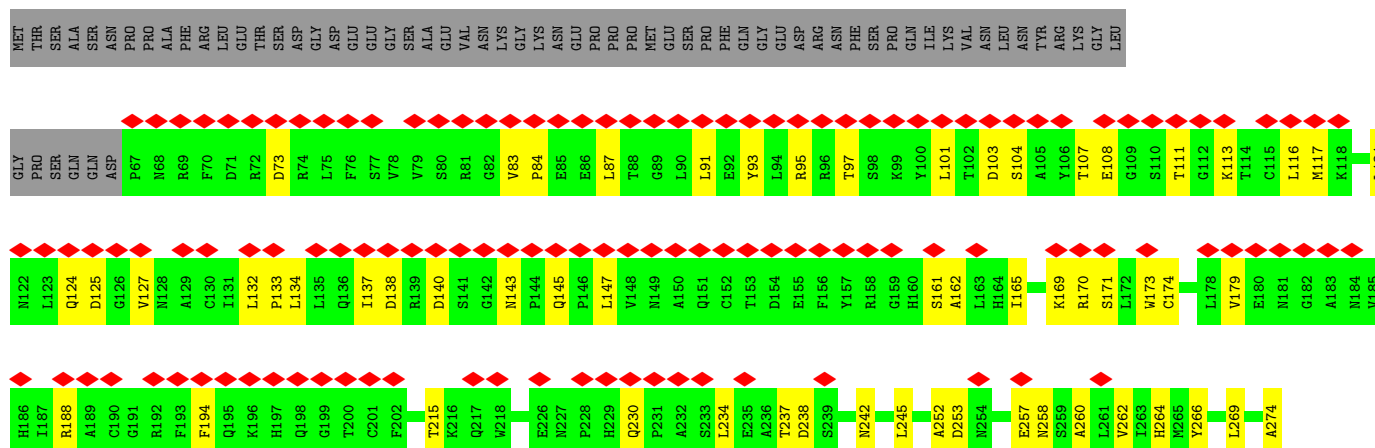 MET THR SER ALA SER ASN PRO PRO ALA PHE ARG LEU GLU THR SER ASP GLY ASP GLU GLU GLY SER ALA GLU VAL ASN LYS GLY LYS ASN GLU PRO PRO PRO MET GLU SER PRO PHE GLN GLY GLU ASP ARG ASN PHE SER PRO GLN ILE LYS VAL ASN LEU ASN TYR ARG LYS GLY LEU
GLY PRO SER GLN GLN ASP P67 N68 R69 F70 D71 R72 D73 R74 L75 F76 S77 V78 V79 S80 R81 G82 V83 P84 E85 E86 L87 T88 G89 L90 L91 E92 Y93 L94 R95 R96 T97 S98 K99 Y100 L101 T102 D103 S104 A105 Y106 T107 E108 G109 S110 T111 G112 K113 T114 C115 L116 M117 K118
N122 L123 Q124 D125 G126 V127 N128 A129 C130 I131 L132 P133 L134 L135 Q136 I137 D138 R139 D140 S141 G142 N143 P144 Q145 P146 L147 V148 N149 A150 Q151 C152 T153 D154 E155 F156 Y157 R158 G159 H160 S161 A162 L163 H164 I165 K169 R170 S171 L172 W173 C174 L178 V179 E180 N181 G182 A183 N184
H186 I187 R188 A189 C190 G191 R192 F193 F194 Q195 K196 H197 Q198 G199 T200 C201 F202 T215 K216 Q217 W218 E226 N227 P228 H229 Q230 P231 A232 S233 L234 E235 A236 T237 D238 S239 N242 L245 A252 D253 N254 E257 N258 S259 A260 L261 V262 I263 H264 M265 Y266 L269 A274